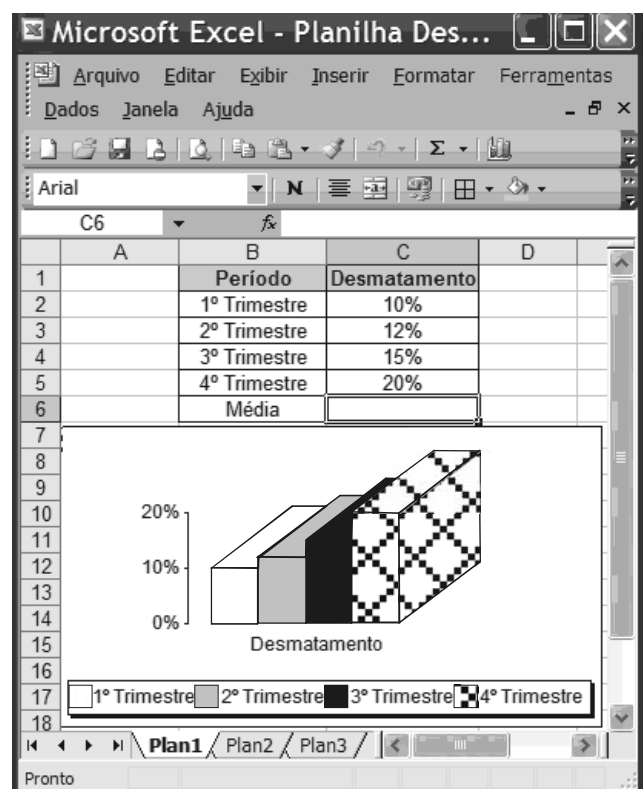 Microsoft Excel - Planilha Des...
Arquivo Editar Exibir Inserir Formatar Ferramentas
Dados Janela Ajuda
Arial N
C6 fx
A B C D
1 Período Desmatamento
2 1º Trimestre 10%
3 2º Trimestre 12%
4 3º Trimestre 15%
5 4º Trimestre 20%
6 Média
7
8
9
10 20%
11
12 10%
13
14 0%
15 Desmatamento
16
17 1º Trimestre 2º Trimestre 3º Trimestre 4º Trimestre
18
Plan1 / Plan2 / Plan3 /
Pronto